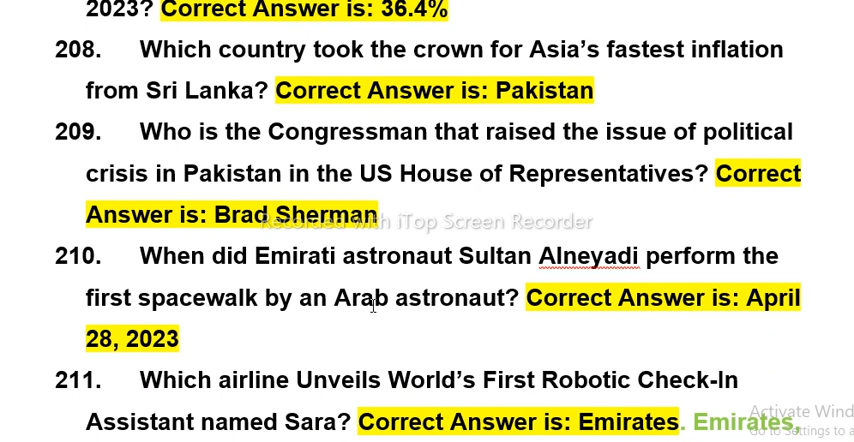 2023? Correct Answer is: 36.4%
208. Which country took the crown for Asia's fastest inflation
from Sri Lanka? Correct Answer is: Pakistan
209. Who is the Congressman that raised the issue of political
crisis in Pakistan in the US House of Representatives? Correct
Answer is: Brad Sherman
Recorded with iTop Screen Recorder
210. When did Emirati astronaut Sultan Alneyadi perform the
first spacewalk by an Arab astronaut? Correct Answer is: April
28, 2023
211. Which airline Unveils World's First Robotic Check-In
Assistant named Sara? Correct Answer is: Emirates. Emirates,
Activate Wind
Go to Settings to a